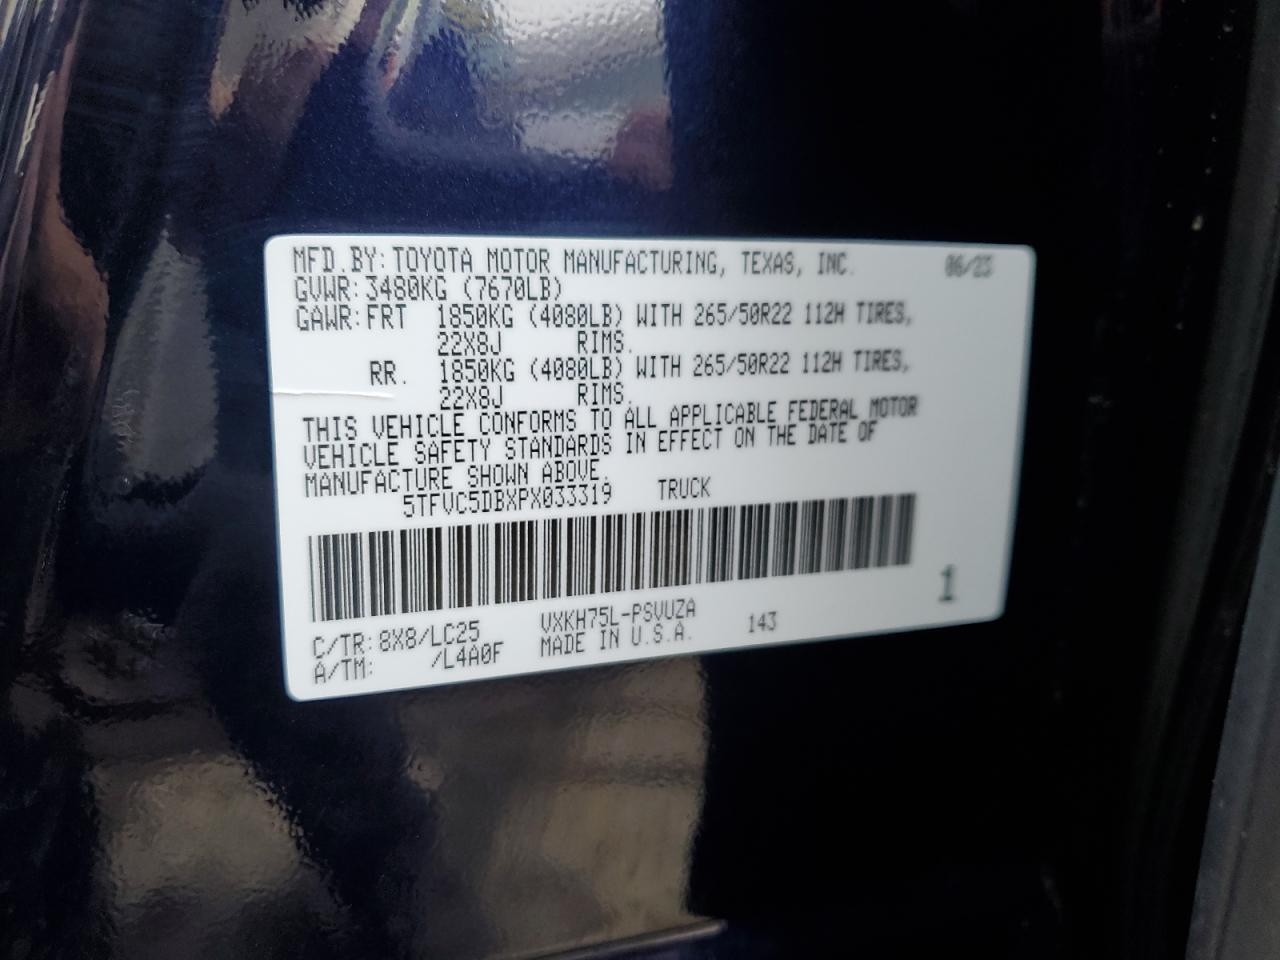 MFD.BY:TOYOTA MOTOR MANUFACTURING, TEXAS, INC. 06/23
GVWR:3480KG (7670LB)
GAWR:FRT 1850KG (4080LB) WITH 265/50R22 112H TIRES,
22X8J RIMS.
RR. 1850KG (4080LB) WITH 265/50R22 112H TIRES,
22X8J RIMS.
THIS VEHICLE CONFORMS TO ALL APPLICABLE FEDERAL MOTOR
VEHICLE SAFETY STANDARDS IN EFFECT ON THE DATE OF
MANUFACTURE SHOWN ABOVE.
5TFVC5DBXPX033319 TRUCK
C/TR:8X8/LC25 VXKH75L-PSVUZA 143 1
A/TM: /L4A0F MADE IN U.S.A.